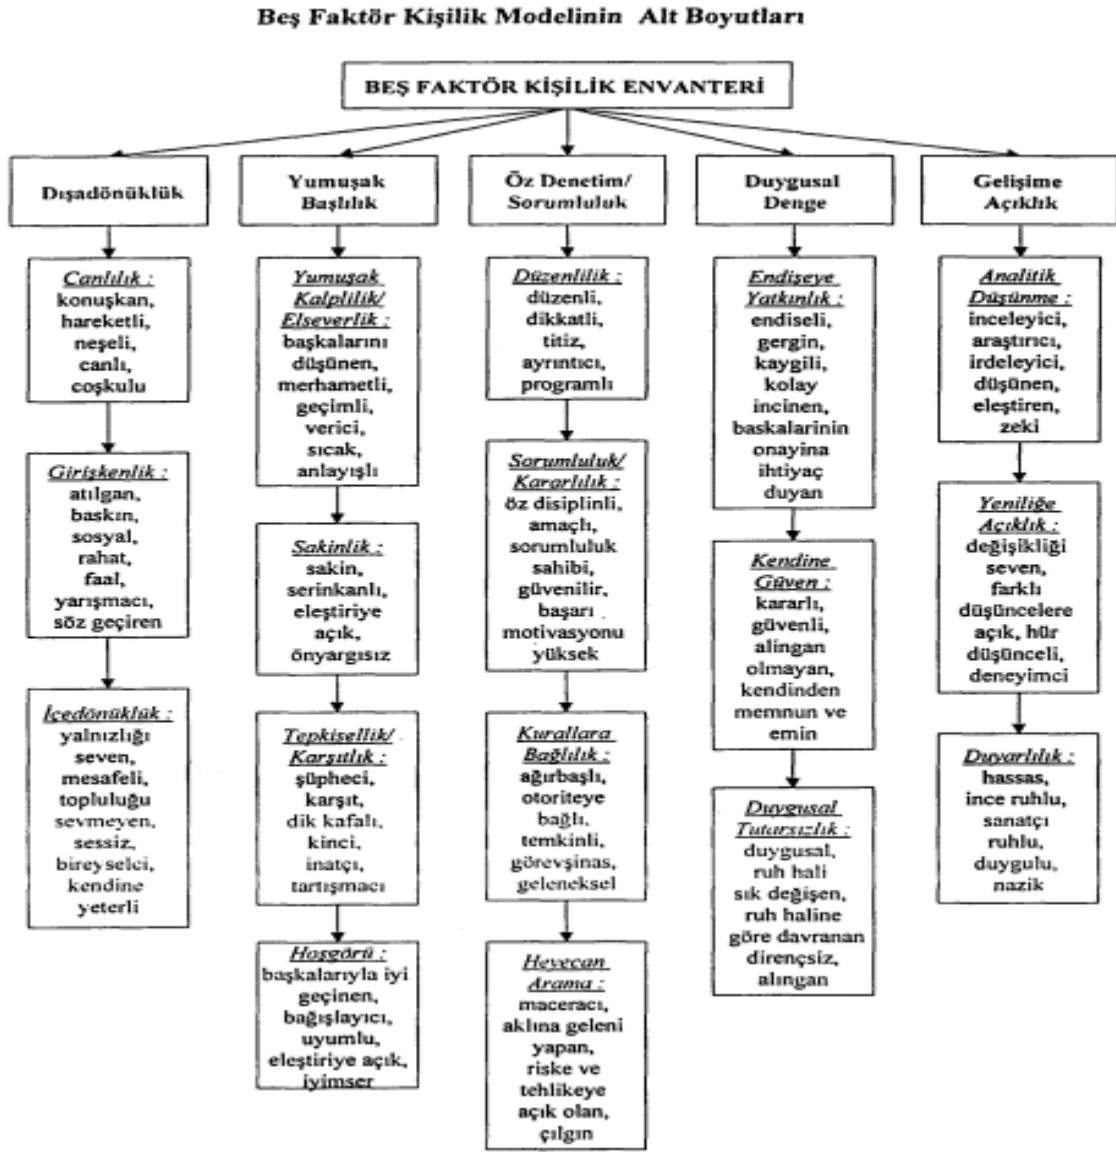 Beş Faktör Kişilik Modelinin Alt Boyutları
BEŞ FAKTÖR KİŞİLİK ENVANTERİ
Dışadönüklük
Canlılık :
konuşkan,
hareketli,
neşeli,
canlı,
coşkulu
Girişkenlik :
atılgan,
baskın,
sosyal,
rahat,
faal,
yarışmacı,
söz geçiren
İçedönüklük :
yalnızlığı
seven,
mesafeli,
topluluğu
sevmeyen,
sessiz,
bireyselci,
kendine
yeterli
Yumuşak
Başlılık
Yumuşak
Kalplilik/
Elseverlik :
başkalarını
düşünen,
merhametli,
geçimli,
verici,
sıcak,
anlayışlı
Sakinlik :
sakin,
serinkanlı,
eleştiriye
açık,
önyargısız
Tepkisellik/
Karşıtlık :
şüpheci,
karşıt,
dik kafalı,
kinci,
inatçı,
tartışmacı
Hoşgörü :
başkalarıyla iyi
geçinen,
bağışlayıcı,
uyumlu,
eleştiriye açık,
iyimser
Öz Denetim/
Sorumluluk
Düzenlilik :
düzenli,
dikkatli,
titiz,
ayrıntıcı,
programlı
Sorumluluk/
Kararlılık :
öz disiplinli,
amaçlı,
sorumluluk
sahibi,
güvenilir,
başarı
motivasyonu
yüksek
Kurallara
Bağlılık :
ağırbaşlı,
otoriteye
bağlı,
temkinli,
görevşinas,
geleneksel
Heyecan
Arama :
maceracı,
aklına geleni
yapan,
riske ve
tehlikeye
açık olan,
çılgın
Duygusal
Denge
Endişeye
Yatkınlık :
endiseli,
gergin,
kaygili,
kolay
incinen,
baskalarinin
onayina
ihtiyaç
duyan
Kendine
Güven :
kararlı,
güvenli,
alingan
olmayan,
kendinden
memnun ve
emin
Duygusal
Tutarsızlık :
duygusal,
ruh hali
sık değişen,
ruh haline
göre davranan
dirençsiz,
alıngan
Gelişime
Açıklık
Analitik
Düşünme :
inceleyici,
araştırıcı,
irdeleyici,
düşünen,
eleştiren,
zeki
Yeniliğe
Açıklık :
değişikliği
seven,
farklı
düşüncelere
açık, hür
düşünceli,
deneyimci
Duyarlılık :
hassas,
ince ruhlu,
sanatçı
ruhlu,
duygulu,
nazik